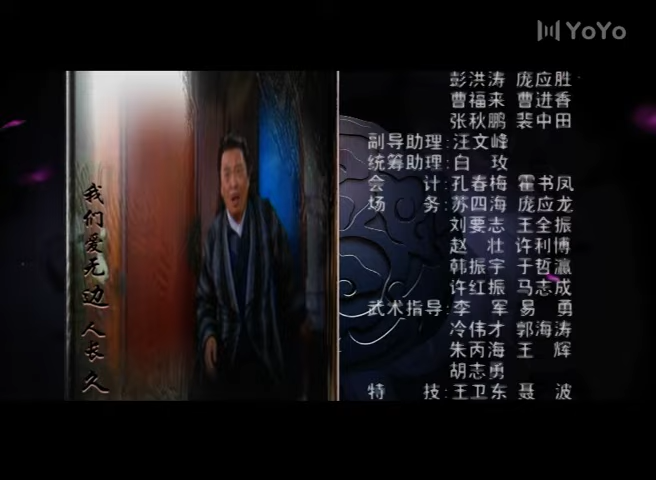 YoYo
我们爱无边人长久
彭洪涛 庞应胜
曹福来 曹进香
张秋鹏 裴中田
副导助理:汪文峰
统筹助理:白 玫
会 计:孔春梅 霍书凤
场 务:苏四海 庞应龙
刘要志 王全振
赵 壮 许利博
韩振宇 于哲瀛
许红振 马志成
武术指导:李 军 易 勇
冷伟才 郭海涛
朱丙海 王 辉
胡志勇
特 技:王卫东 聂 波